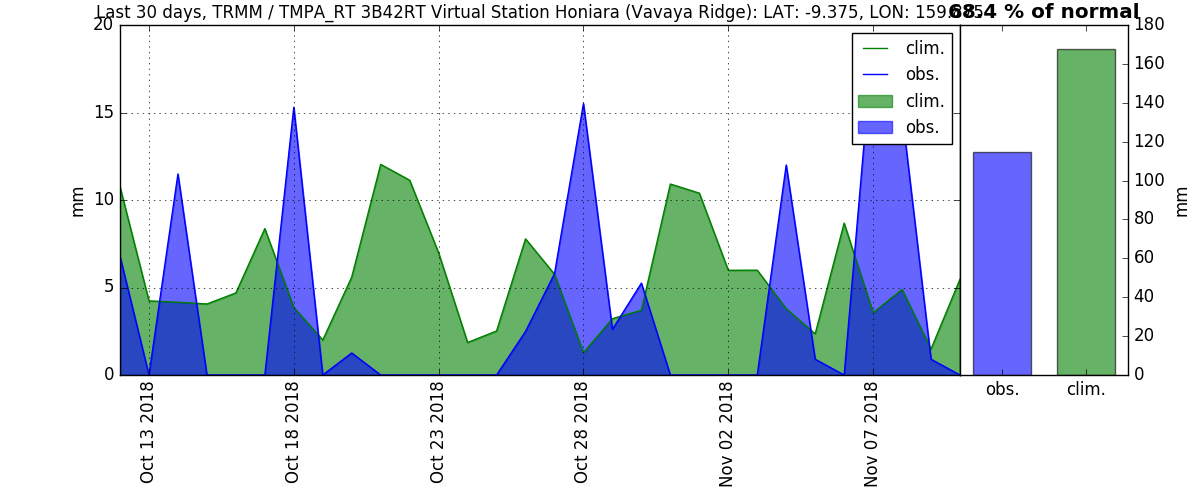 Last 30 days, TRMM / TMPA_RT 3B42RT Virtual Station Honiara (Vavaya Ridge): LAT: -9.375, LON:
68.4 % of normal
20
15
10
5
0
mm
clim.
obs.
clim.
obs.
Oct 13 2018
Oct 18 2018
Oct 23 2018
Oct 28 2018
Nov 02 2018
Nov 07 2018
180
160
140
120
100
80
60
40
20
0
mm
obs.
clim.